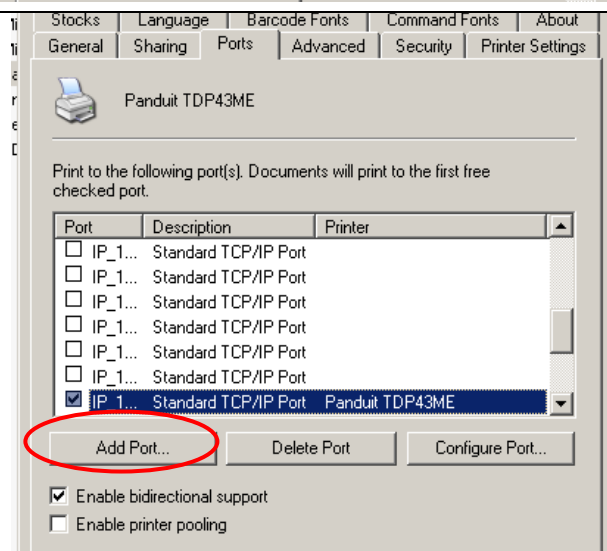 Stocks Language Barcode Fonts Command Fonts About
General Sharing Ports Advanced Security Printer Settings
Panduit TDP43ME
Print to the following port(s). Documents will print to the first free
checked port.
Port Description Printer
IP_1... Standard TCP/IP Port
IP_1... Standard TCP/IP Port
IP_1... Standard TCP/IP Port
IP_1... Standard TCP/IP Port
IP_1... Standard TCP/IP Port
IP_1... Standard TCP/IP Port
IP_1... Standard TCP/IP Port Panduit TDP43ME
Add Port... Delete Port Configure Port...
Enable bidirectional support
Enable printer pooling